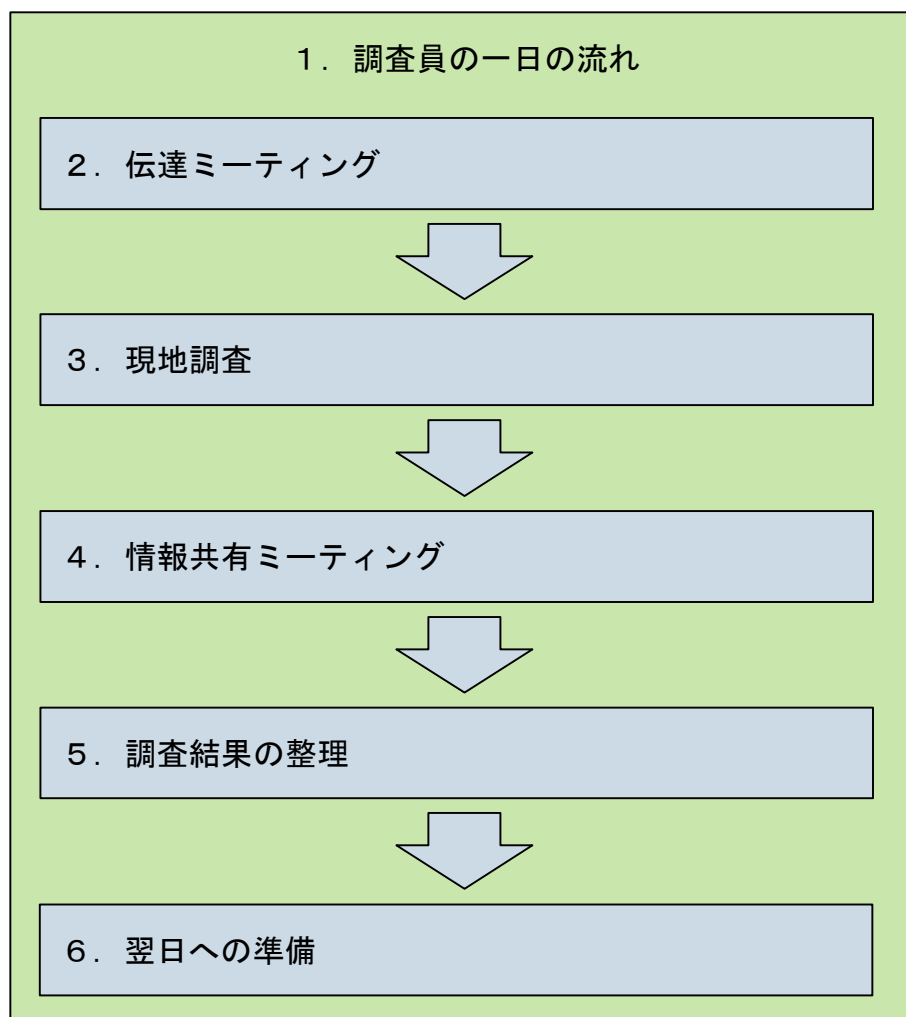 １．調査員の一日の流れ
２．伝達ミーティング
３．現地調査
４．情報共有ミーティング
５．調査結果の整理
６．翌日への準備